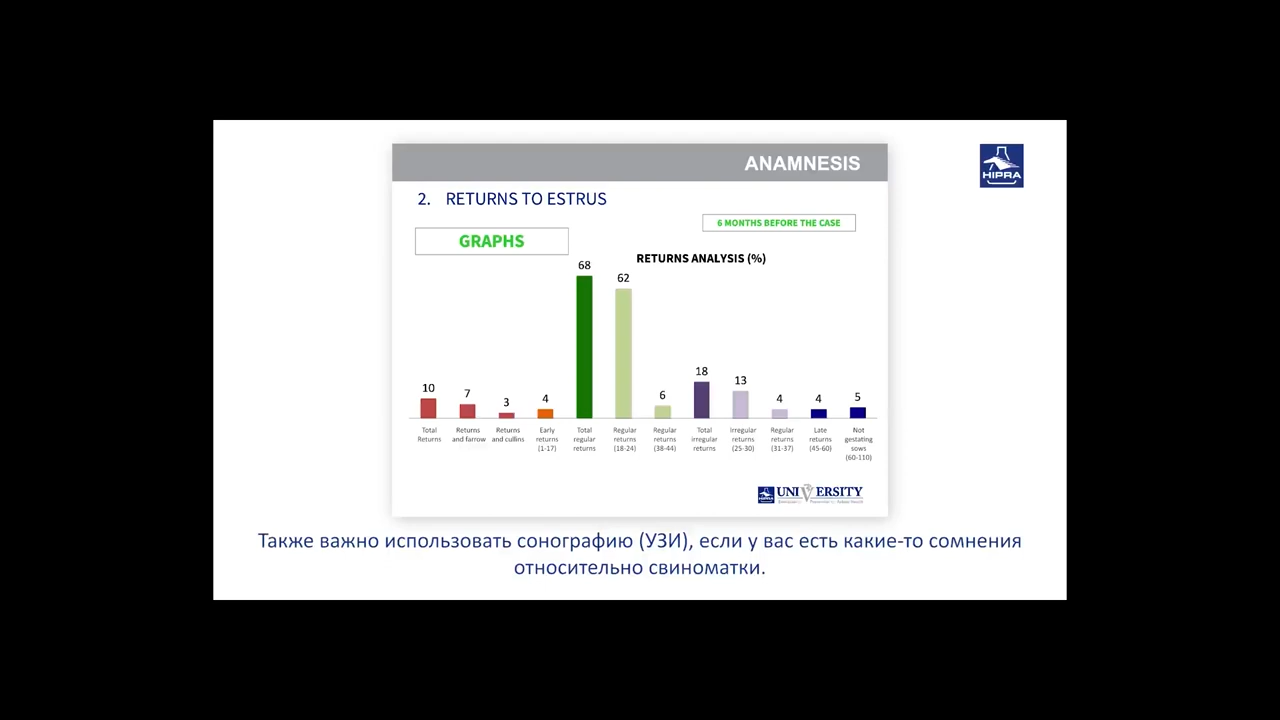 ANAMNESIS
HIPRA
2. RETURNS TO ESTRUS
6 MONTHS BEFORE THE CASE
GRAPHS
RETURNS ANALYSIS (%)
68
62
18
13
10
7
6
5
4
4
4
3
Total
Returns
Returns
and farrow
Returns
and cullins
Early
returns
(1-17)
Total
regular
returns
Regular
returns
(18-24)
Regular
returns
(38-44)
Total
irregular
returns
Irregular
returns
(25-30)
Regular
returns
(31-37)
Late
returns
(45-60)
Not
gestating
sows
(60-110)
UNIVERSITY
Также важно использовать сонографию (УЗИ), если у вас есть какие-то сомнения
относительно свиноматки.